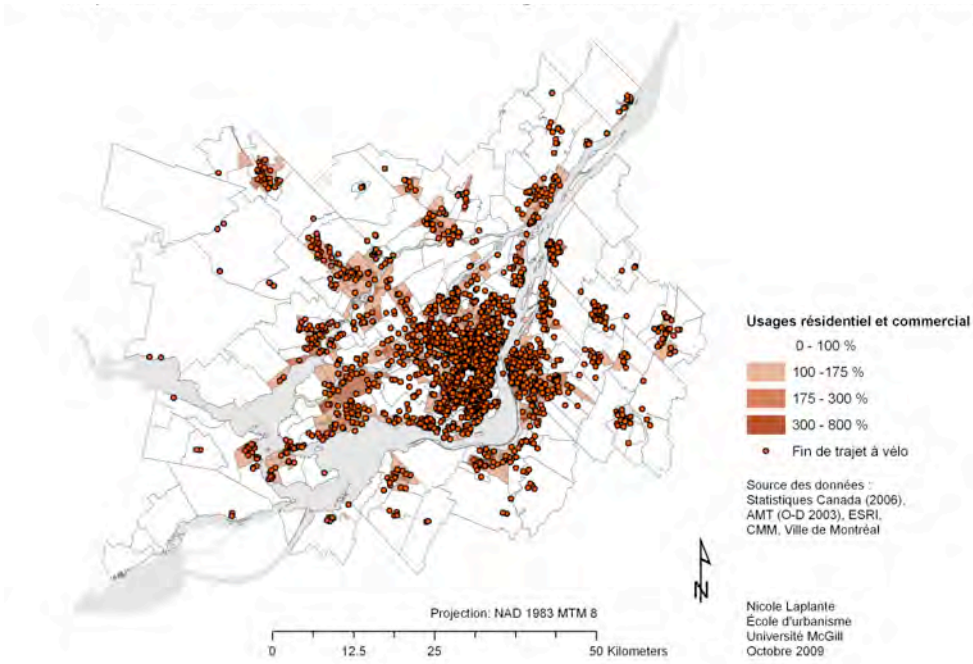 Usages résidentiel et commercial
0 - 100 %
100 -175 %
175 - 300 %
300 - 800 %
Fin de trajet à vélo
Source des données :
Statistiques Canada (2006),
AMT (O-D 2003), ESRI,
CMM, Ville de Montréal
N
Projection: NAD 1983 MTM 8
0 12.5 25 50 Kilometers
Nicole Laplante
École d'urbanisme
Université McGill
Octobre 2009